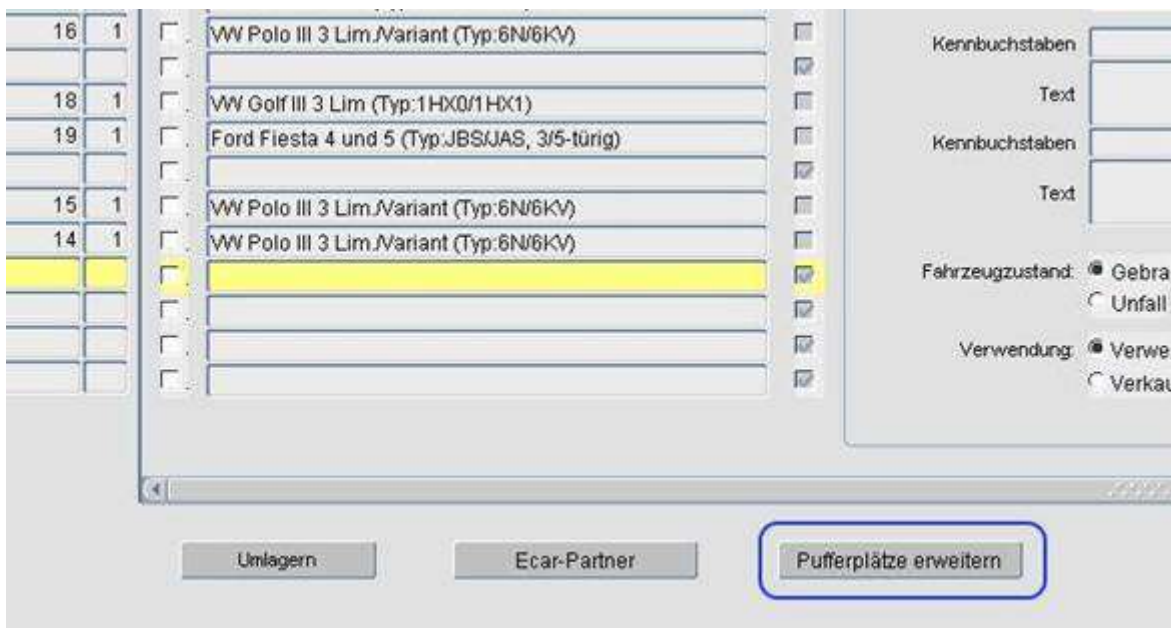 16 1 VW Polo III 3 Lim./Variant (Typ:6N/6KV)
18 1 VW Golf III 3 Lim (Typ:1HX0/1HX1)
19 1 Ford Fiesta 4 und 5 (Typ:JBS/JAS, 3/5-türig)
15 1 VW Polo III 3 Lim./Variant (Typ:6N/6KV)
14 1 VW Polo III 3 Lim./Variant (Typ:6N/6KV)
Kennbuchstaben
Text
Kennbuchstaben
Text
Fahrzeugzustand: Gebra
Unfall
Verwendung: Verwe
Verkau
Umlagern Ecar-Partner Pufferplätze erweitern